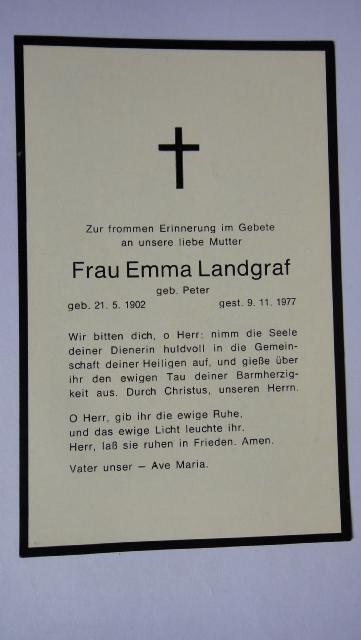 Zur frommen Erinnerung im Gebete
an unsere liebe Mutter
Frau Emma Landgraf
geb. Peter
geb. 21. 5. 1902 gest. 9. 11. 1977
Wir bitten dich, o Herr: nimm die Seele
deiner Dienerin huldvoll in die Gemein-
schaft deiner Heiligen auf, und gieße über
ihr den ewigen Tau deiner Barmherzig-
keit aus. Durch Christus, unseren Herrn.
O Herr, gib ihr die ewige Ruhe,
und das ewige Licht leuchte ihr.
Herr, laß sie ruhen in Frieden. Amen.
Vater unser — Ave Maria.